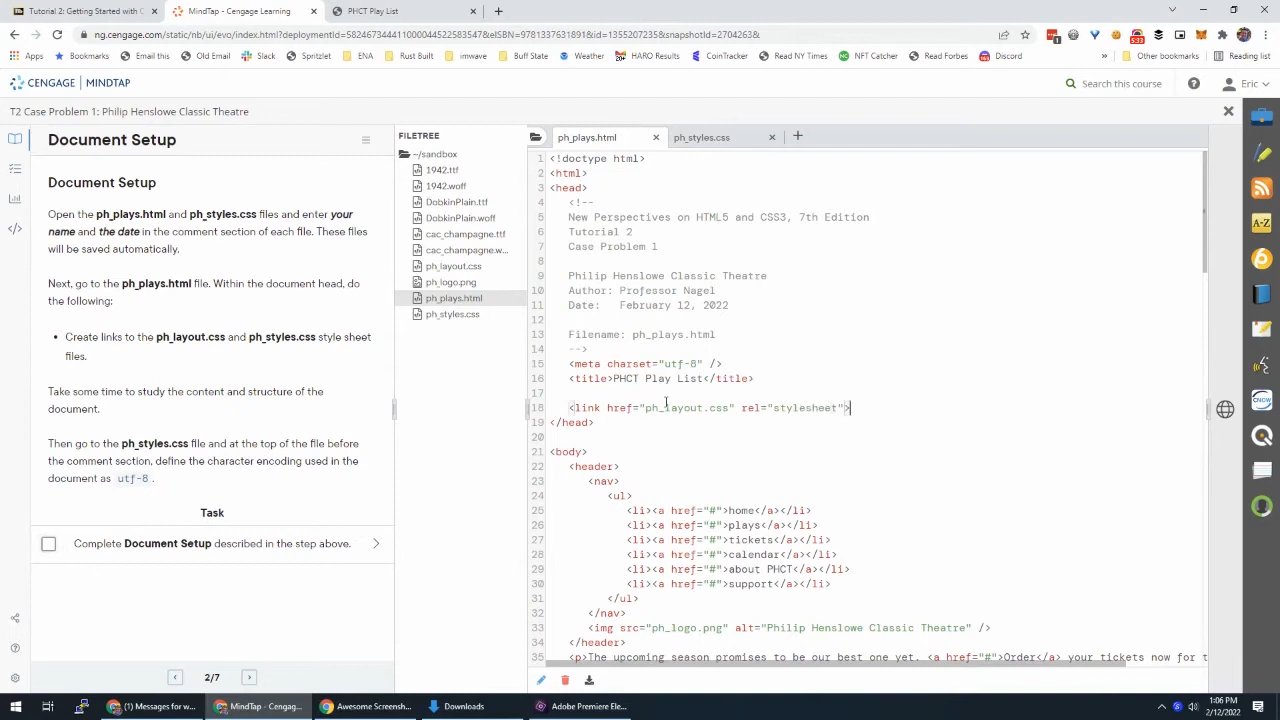 Tutorial 2: Getting Started with C
MindTap - Cengage Learning
PHCT Play List
ng.cengage.com/static/nb/ui/evo/index.html?deploymentId=58246734441100044522583547&eISBN=9781337631891&snapshotId=2704263&id=1355207235&
Apps
Bookmarks
Email this
Old Email
Slack
Spritzlet
ENA
Rust Built
imwave
Buff State
Weather
HARO Results
CoinTracker
Read NY Times
NFT Catcher
Read Forbes
Discord
»
Other bookmarks
Reading list
CENGAGE | MINDTAP
Search this course
Eric
T2 Case Problem 1: Philip Henslowe Classic Theatre
Document Setup
Document Setup
Open the ph_plays.html and ph_styles.css files and enter your
name and the date in the comment section of each file. These files
will be saved automatically.
Next, go to the ph_plays.html file. Within the document head, do
the following:
• Create links to the ph_layout.css and ph_styles.css style sheet
files.
Take some time to study the content and structure of the
document.
Then go to the ph_styles.css file and at the top of the file before
the comment section, define the character encoding used in the
document as utf-8 .
Task
Complete Document Setup described in the step above.
2/7
FILETREE
~/sandbox
1942.ttf
1942.woff
DobkinPlain.ttf
DobkinPlain.woff
cac_champagne.ttf
cac_champagne.w...
ph_layout.css
ph_logo.png
ph_plays.html
ph_styles.css
ph_plays.html
ph_styles.css
1 <!doctype html>
2 <html>
3 <head>
4 <!--
5 New Perspectives on HTML5 and CSS3, 7th Edition
6 Tutorial 2
7 Case Problem 1
8
9 Philip Henslowe Classic Theatre
10 Author: Professor Nagel
11 Date: February 12, 2022
12
13 Filename: ph_plays.html
14 -->
15 <meta charset="utf-8" />
16 <title>PHCT Play List</title>
17
18 <link href="ph_layout.css" rel="stylesheet">
19 </head>
20
21 <body>
22 <header>
23 <nav>
24 <ul>
25 <li><a href="#">home</a></li>
26 <li><a href="#">plays</a></li>
27 <li><a href="#">tickets</a></li>
28 <li><a href="#">calendar</a></li>
29 <li><a href="#">about PHCT</a></li>
30 <li><a href="#">support</a></li>
31 </ul>
32 </nav>
33 <img src="ph_logo.png" alt="Philip Henslowe Classic Theatre" />
34 </header>
35 <p>The upcoming season promises to be our best one yet. <a href="#">Order</a> your tickets now for t
A-Z
CNOW
(1) Messages for w...
MindTap - Cengag...
Awesome Screensh...
Downloads
Adobe Premiere Ele...
1:06 PM
2/12/2022